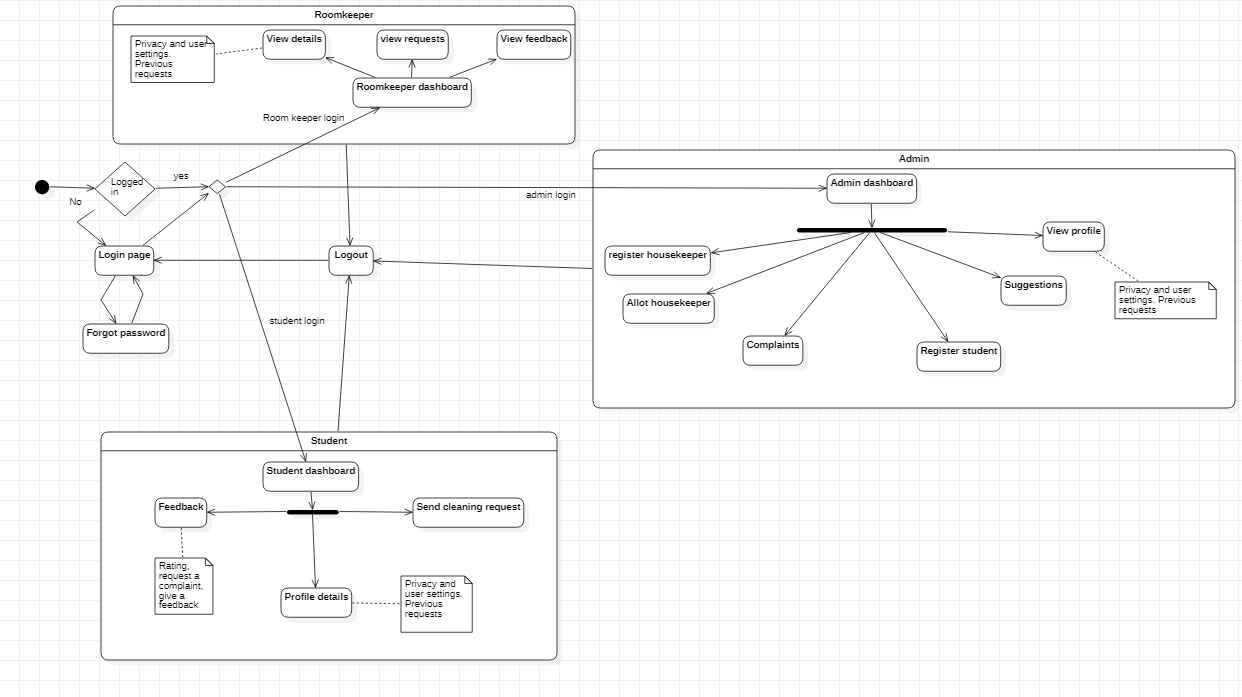 Roomkeeper
Privacy and user
settings.
Previous
requests
View details
view requests
View feedback
Roomkeeper dashboard
Room keeper login
Logged
in
yes
No
admin login
Login page
Logout
Forgot password
student login
Admin
Admin dashboard
register housekeeper
View profile
Allot housekeeper
Suggestions
Privacy and user
settings. Previous
requests
Complaints
Register student
Student
Student dashboard
Feedback
Send cleaning request
Rating,
request a
complaint,
give a
feedback
Profile details
Privacy and
user settings.
Previous
requests